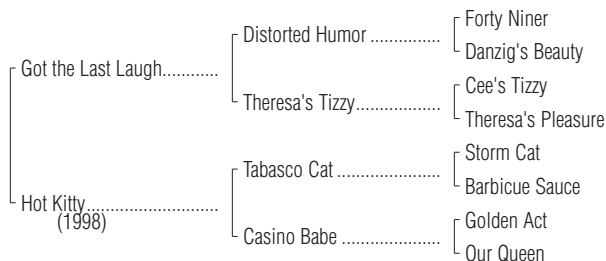 Forty Niner
Distorted Humor ................
Danzig's Beauty
Got the Last Laugh............
Cee's Tizzy
Theresa's Tizzy...................
Theresa's Pleasure
Storm Cat
Tabasco Cat .......................
Barbicue Sauce
Hot Kitty..............................
(1998)
Golden Act
Casino Babe ......................
Our Queen